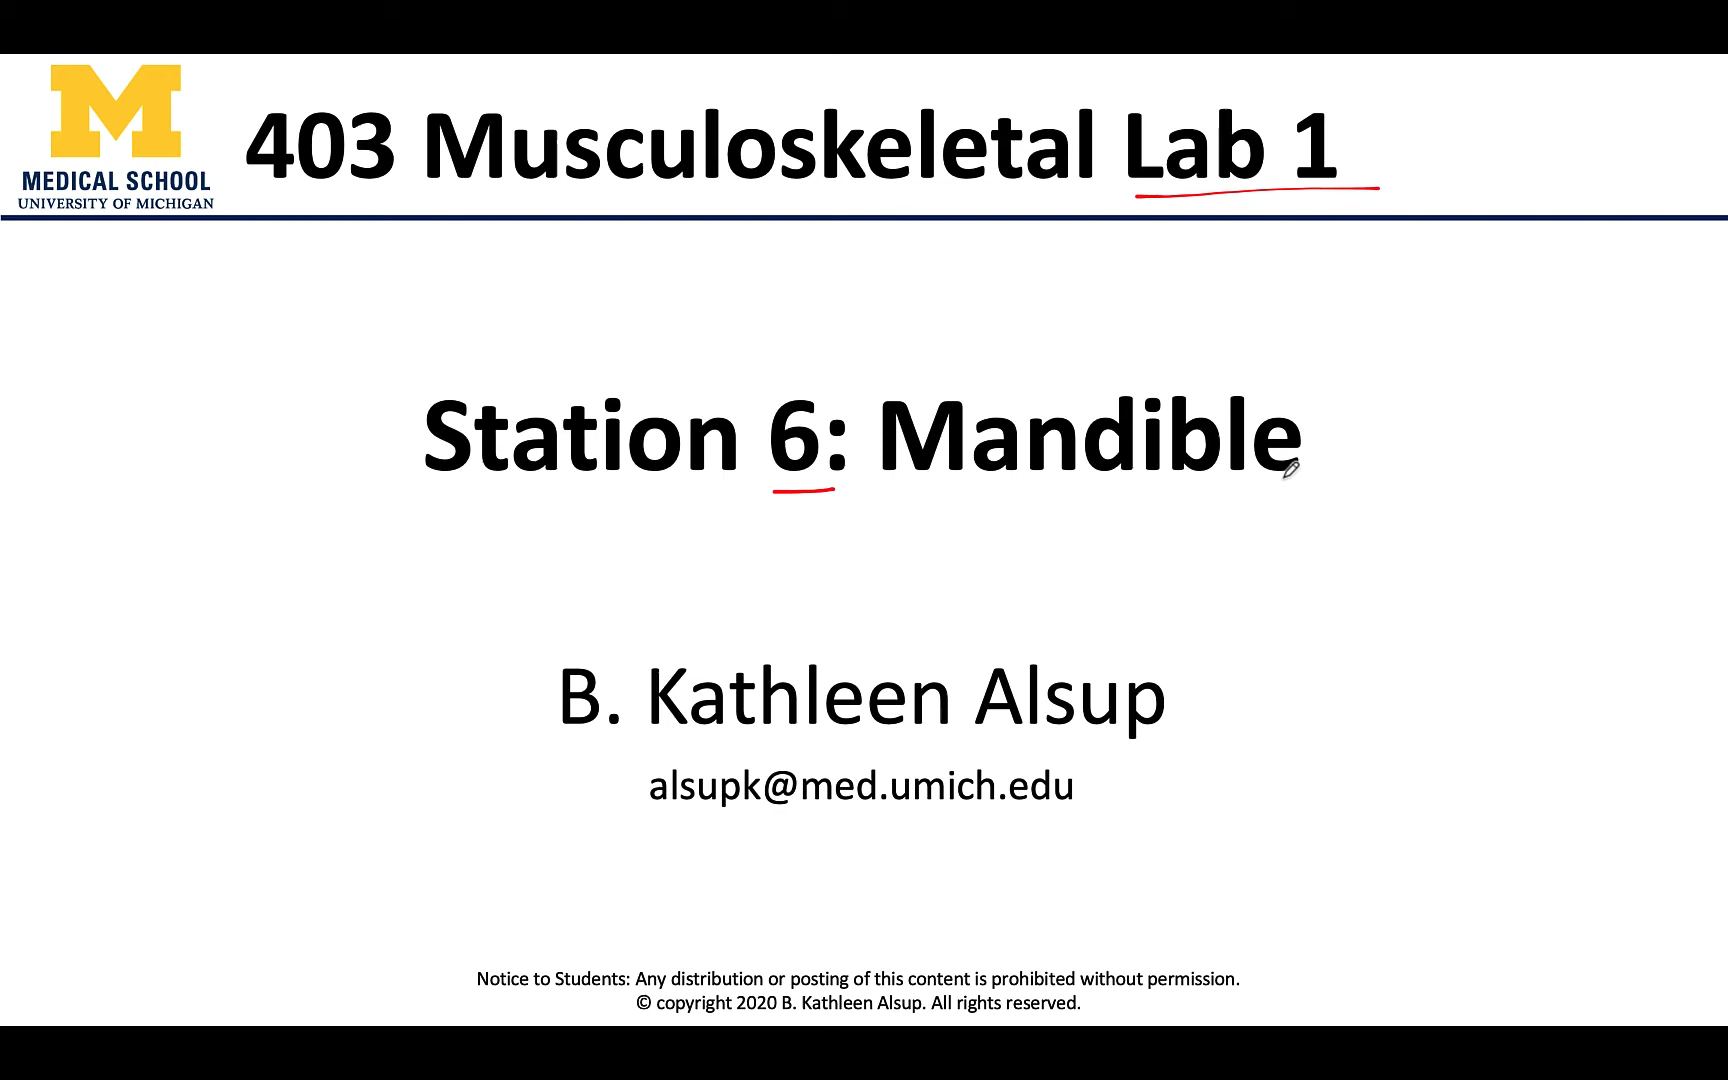 MEDICAL SCHOOL
UNIVERSITY OF MICHIGAN
403 Musculoskeletal Lab 1
Station 6: Mandible
B. Kathleen Alsup
alsupk@med.umich.edu
Notice to Students: Any distribution or posting of this content is prohibited without permission.
© copyright 2020 B. Kathleen Alsup. All rights reserved.